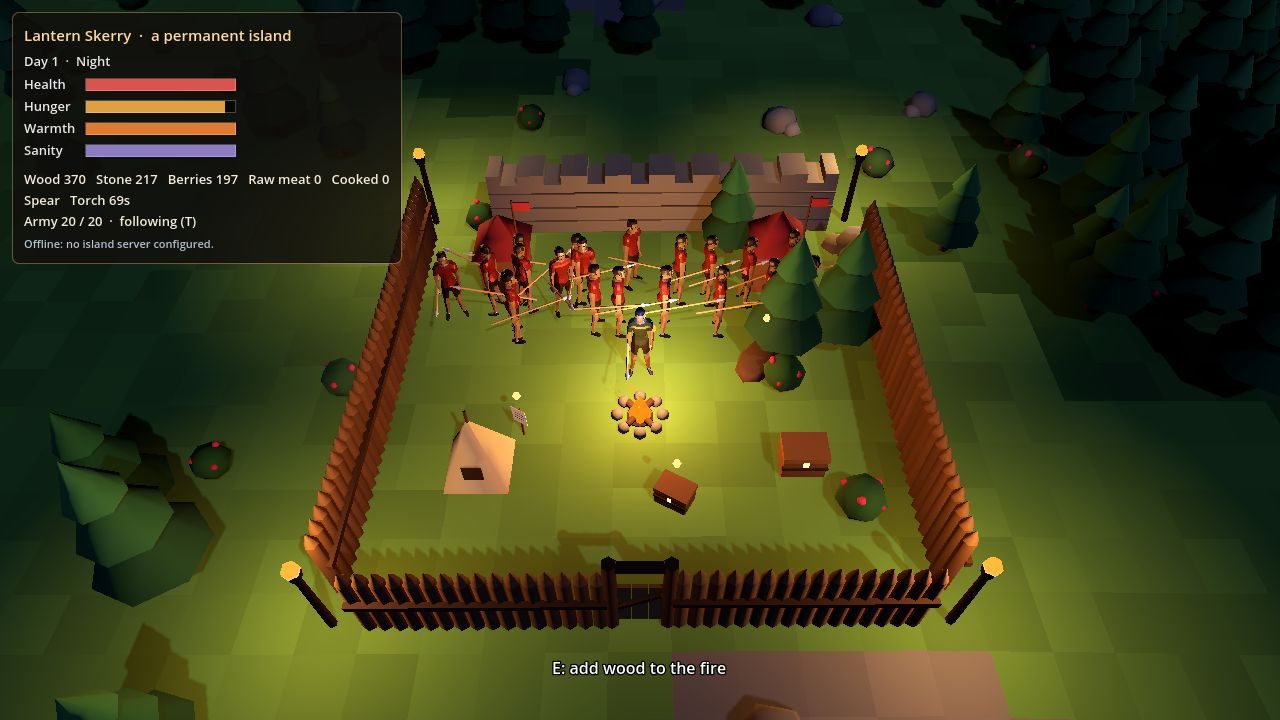 Lantern Skerry · a permanent island
Day 1 · Night
Health
Hunger
Warmth
Sanity
Wood 370 Stone 217 Berries 197 Raw meat 0 Cooked 0
Spear Torch 69s
Army 20 / 20 · following (T)
Offline: no island server configured.
E: add wood to the fire